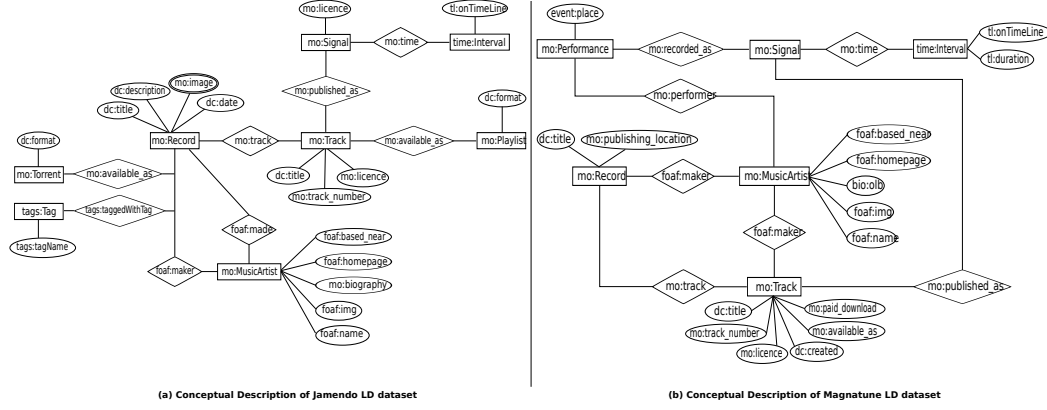 mo:licence
tl:onTimeLine
mo:Signal
mo:time
time:Interval
mo:published_as
dc:description
mo:image
dc:title
dc:date
dc:format
mo:Record
mo:track
mo:Track
mo:available_as
mo:Playlist
dc:format
mo:Torrent
mo:available_as
dc:title
mo:licence
mo:track_number
tags:Tag
tags:taggedWithTag
tags:tagName
foaf:made
foaf:maker
mo:MusicArtist
foaf:based_near
foaf:homepage
mo:biography
foaf:img
foaf:name
(a) Conceptual Description of Jamendo LD dataset
event:place
mo:Performance
mo:recorded_as
mo:Signal
mo:time
time:Interval
tl:onTimeLine
tl:duration
mo:performer
dc:title
mo:publishing_location
mo:Record
foaf:maker
mo:MusicArtist
foaf:based_near
foaf:homepage
bio:olb
foaf:img
foaf:name
foaf:maker
mo:track
mo:Track
mo:published_as
dc:title
mo:track_number
mo:licence
dc:created
mo:available_as
mo:paid_download
(b) Conceptual Description of Magnatune LD dataset